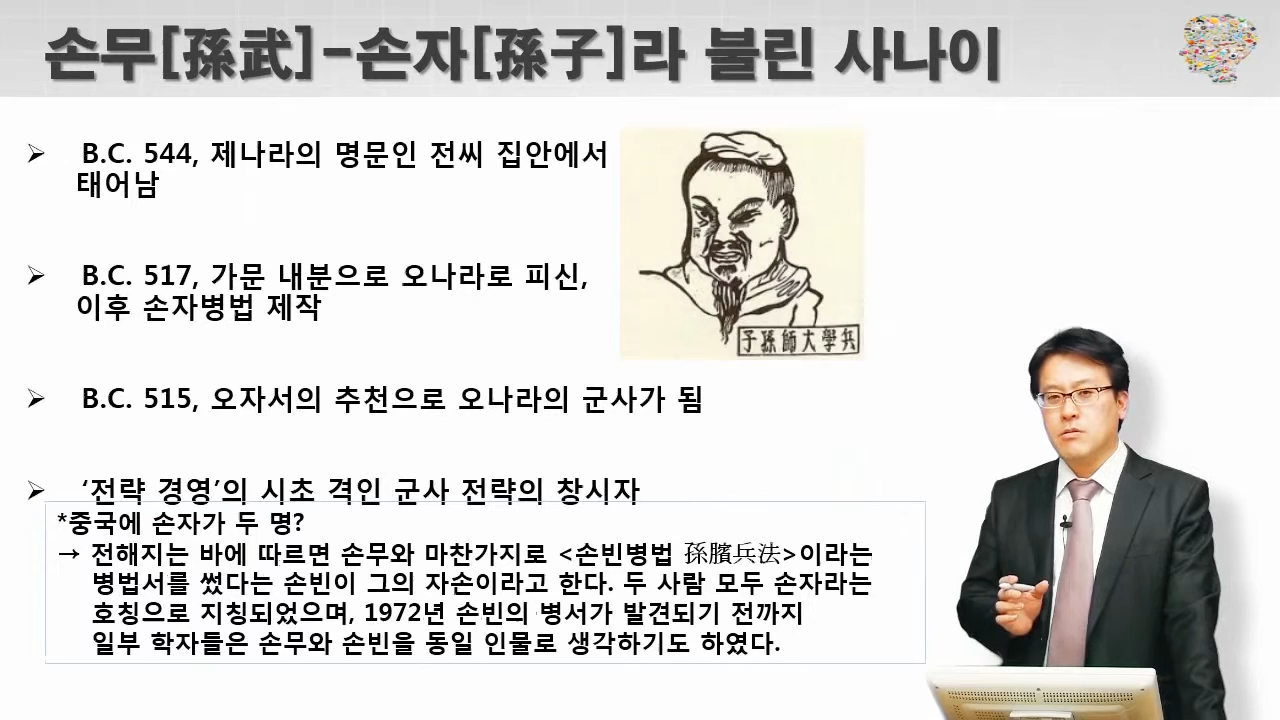 손무[孫武]-손자[孫子]라 불린 사나이
➢ B.C. 544, 제나라의 명문인 전씨 집안에서
태어남
➢ B.C. 517, 가문 내분으로 오나라로 피신,
이후 손자병법 제작
子孫師大學兵
➢ B.C. 515, 오자서의 추천으로 오나라의 군사가 됨
➢ ‘전략 경영’의 시초 격인 군사 전략의 창시자
*중국에 손자가 두 명?
→ 전해지는 바에 따르면 손무와 마찬가지로 <손빈병법 孫臏兵法>이라는
병법서를 썼다는 손빈이 그의 자손이라고 한다. 두 사람 모두 손자라는
호칭으로 지칭되었으며, 1972년 손빈의 병서가 발견되기 전까지
일부 학자들은 손무와 손빈을 동일 인물로 생각하기도 하였다.